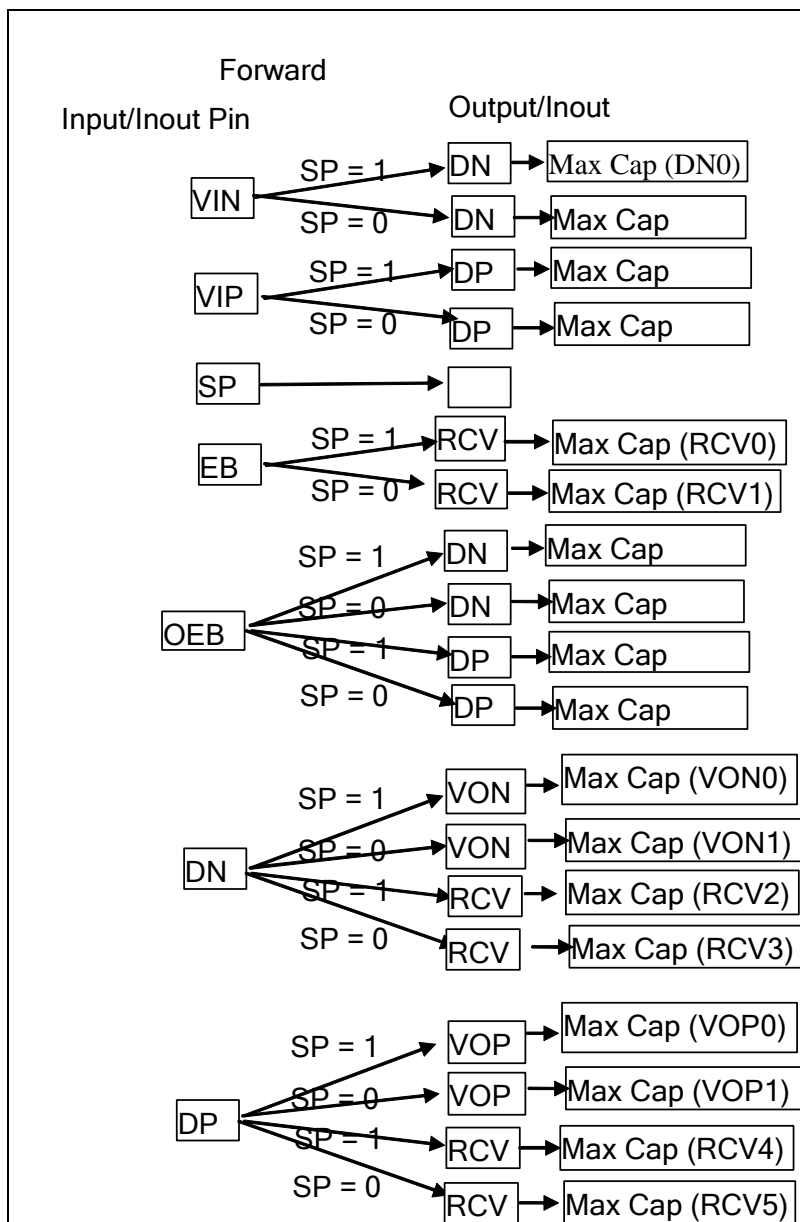 Forward
Input/Inout Pin
Output/Inout
SP = 1
DN
Max Cap (DN0)
VIN
SP = 0
DN
Max Cap
SP = 1
DP
Max Cap
VIP
SP = 0
DP
Max Cap
SP
SP = 1
RCV
Max Cap (RCV0)
EB
SP = 0
RCV
Max Cap (RCV1)
SP = 1
DN
Max Cap
SP = 0
DN
Max Cap
OEB
SP = 1
DP
Max Cap
SP = 0
DP
Max Cap
SP = 1
VON
Max Cap (VON0)
SP = 0
VON
Max Cap (VON1)
DN
SP = 1
RCV
Max Cap (RCV2)
SP = 0
RCV
Max Cap (RCV3)
SP = 1
VOP
Max Cap (VOP0)
SP = 0
VOP
Max Cap (VOP1)
DP
SP = 1
RCV
Max Cap (RCV4)
SP = 0
RCV
Max Cap (RCV5)